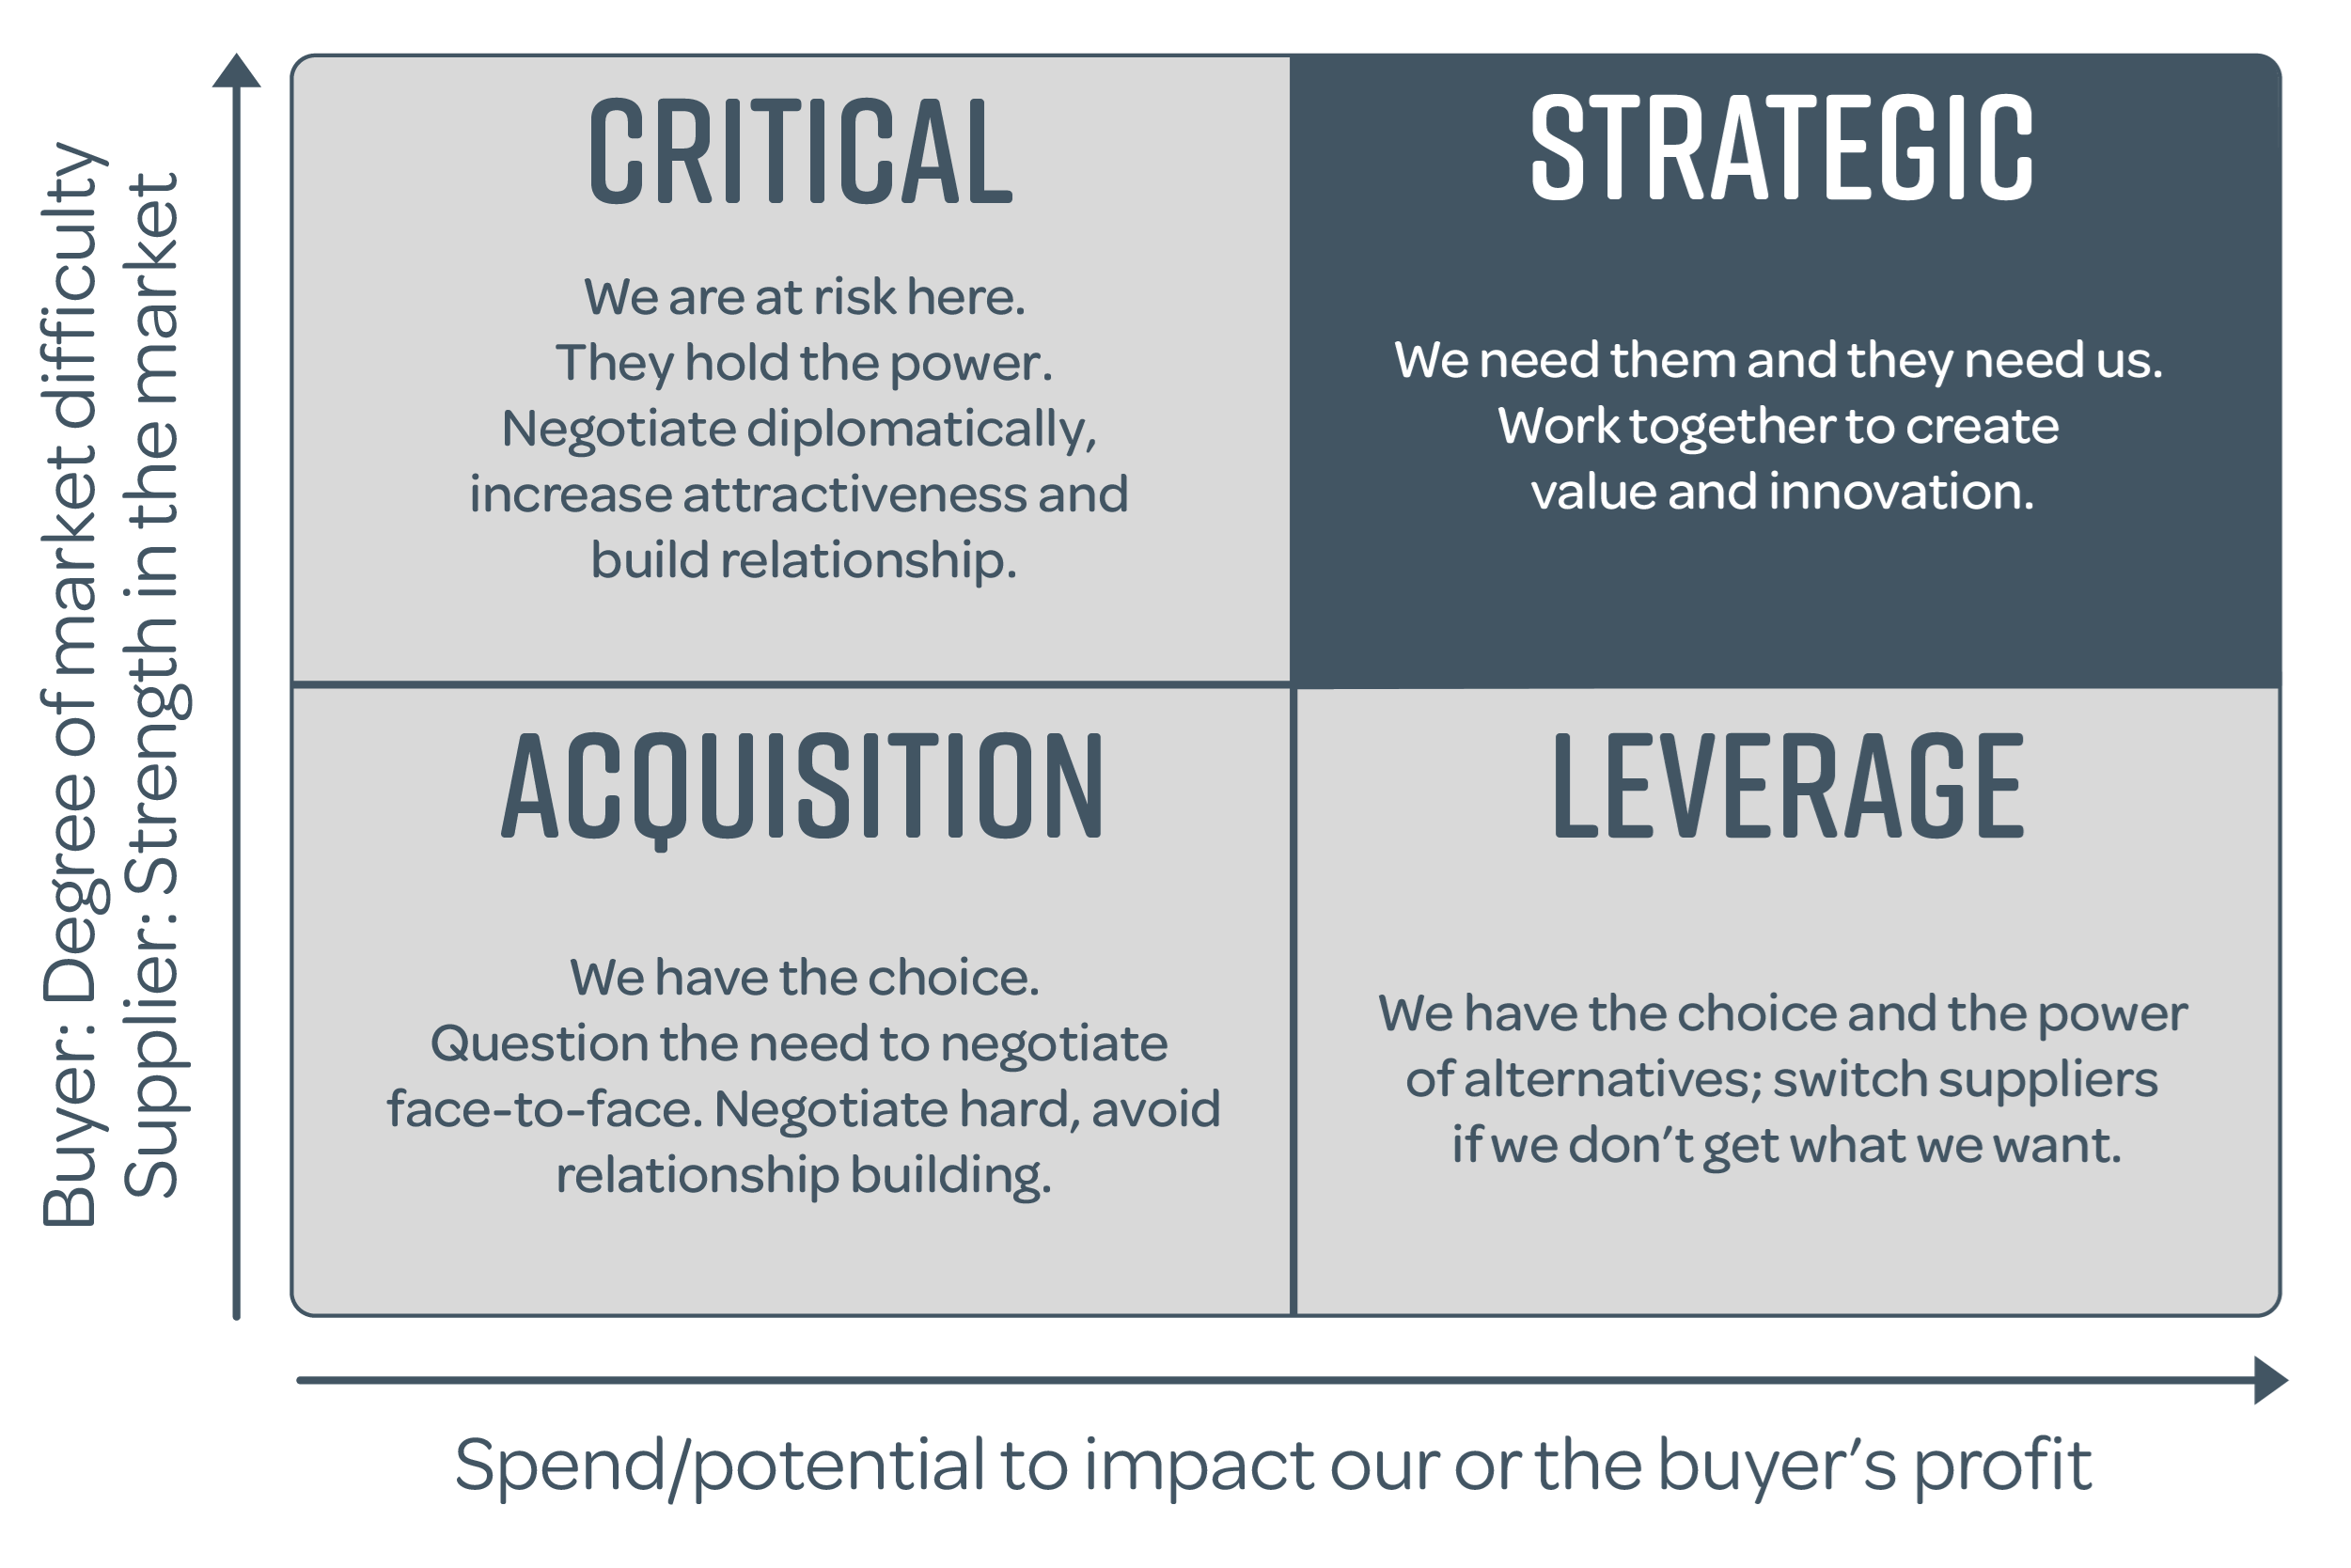 Buyer: Degree of market difficulty
Supplier: Strength in the market
CRITICAL
We are at risk here.
They hold the power.
Negotiate diplomatically,
increase attractiveness and
build relationship.
STRATEGIC
We need them and they need us.
Work together to create
value and innovation.
ACQUISITION
We have the choice.
Question the need to negotiate
face-to-face. Negotiate hard, avoid
relationship building.
LEVERAGE
We have the choice and the power
of alternatives; switch suppliers
if we don’t get what we want.
Spend/potential to impact our or the buyer’s profit